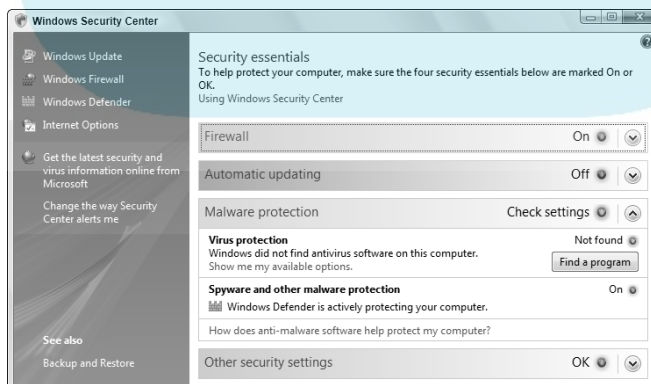 Windows Security Center
Windows Update
Windows Firewall
Windows Defender
Internet Options
Get the latest security and
virus information online from
Microsoft
Change the way Security
Center alerts me
See also
Backup and Restore
Security essentials
To help protect your computer, make sure the four security essentials below are marked On or
OK.
Using Windows Security Center
Firewall On
Automatic updating Off
Malware protection Check settings
Virus protection Not found
Windows did not find antivirus software on this computer.
Show me my available options. Find a program
Spyware and other malware protection On
Windows Defender is actively protecting your computer.
How does anti-malware software help protect my computer?
Other security settings OK